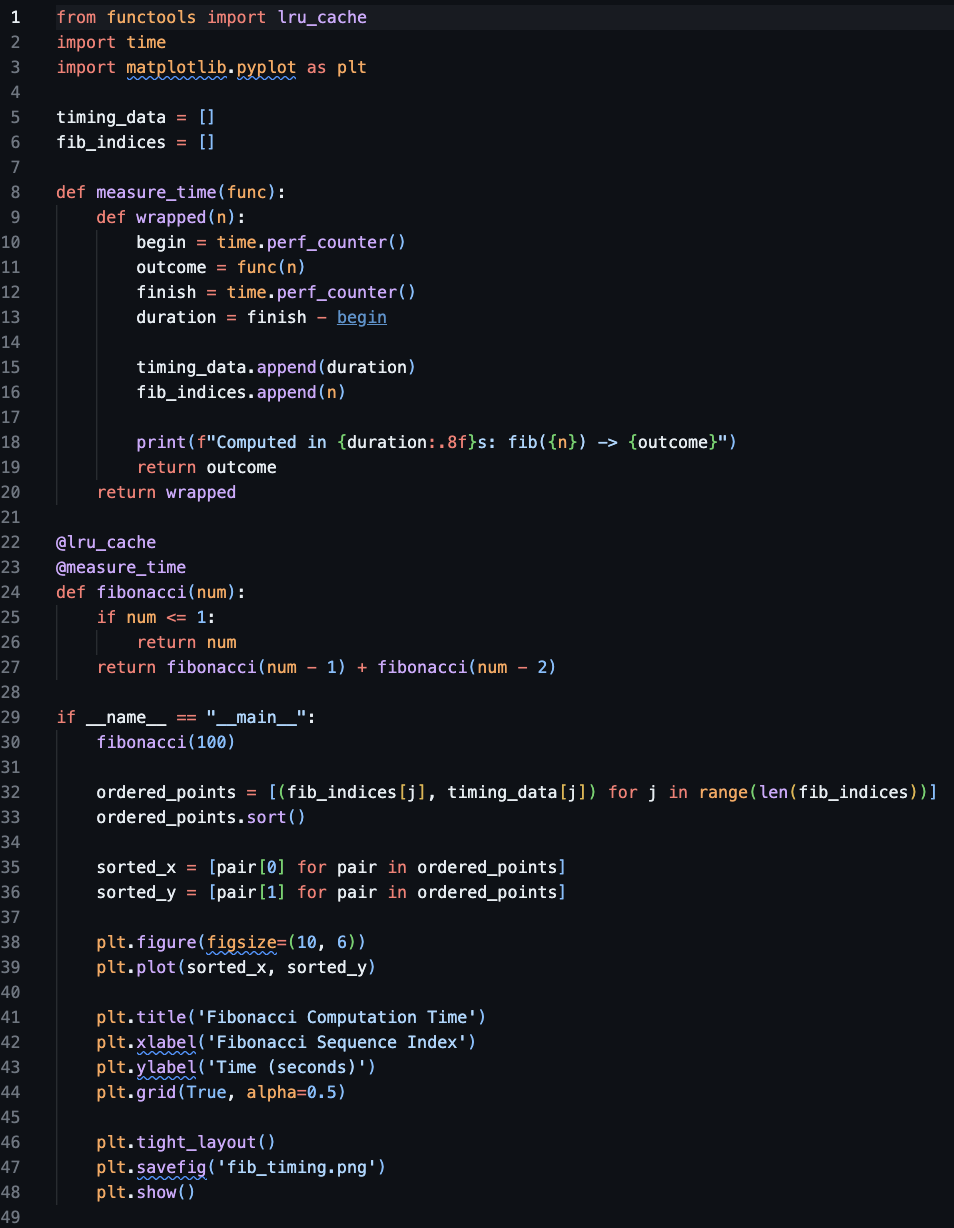 1 from functools import lru_cache
2 import time
3 import matplotlib.pyplot as plt
4
5 timing_data = []
6 fib_indices = []
7
8 def measure_time(func):
9     def wrapped(n):
10         begin = time.perf_counter()
11         outcome = func(n)
12         finish = time.perf_counter()
13         duration = finish - begin
14
15         timing_data.append(duration)
16         fib_indices.append(n)
17
18         print(f"Computed in {duration:.8f}s: fib({n}) -> {outcome}")
19         return outcome
20     return wrapped
21
22 @lru_cache
23 @measure_time
24 def fibonacci(num):
25     if num <= 1:
26         return num
27     return fibonacci(num - 1) + fibonacci(num - 2)
28
29 if __name__ == "__main__":
30     fibonacci(100)
31
32     ordered_points = [(fib_indices[j], timing_data[j]) for j in range(len(fib_indices))]
33     ordered_points.sort()
34
35     sorted_x = [pair[0] for pair in ordered_points]
36     sorted_y = [pair[1] for pair in ordered_points]
37
38     plt.figure(figsize=(10, 6))
39     plt.plot(sorted_x, sorted_y)
40
41     plt.title('Fibonacci Computation Time')
42     plt.xlabel('Fibonacci Sequence Index')
43     plt.ylabel('Time (seconds)')
44     plt.grid(True, alpha=0.5)
45
46     plt.tight_layout()
47     plt.savefig('fib_timing.png')
48     plt.show()
49